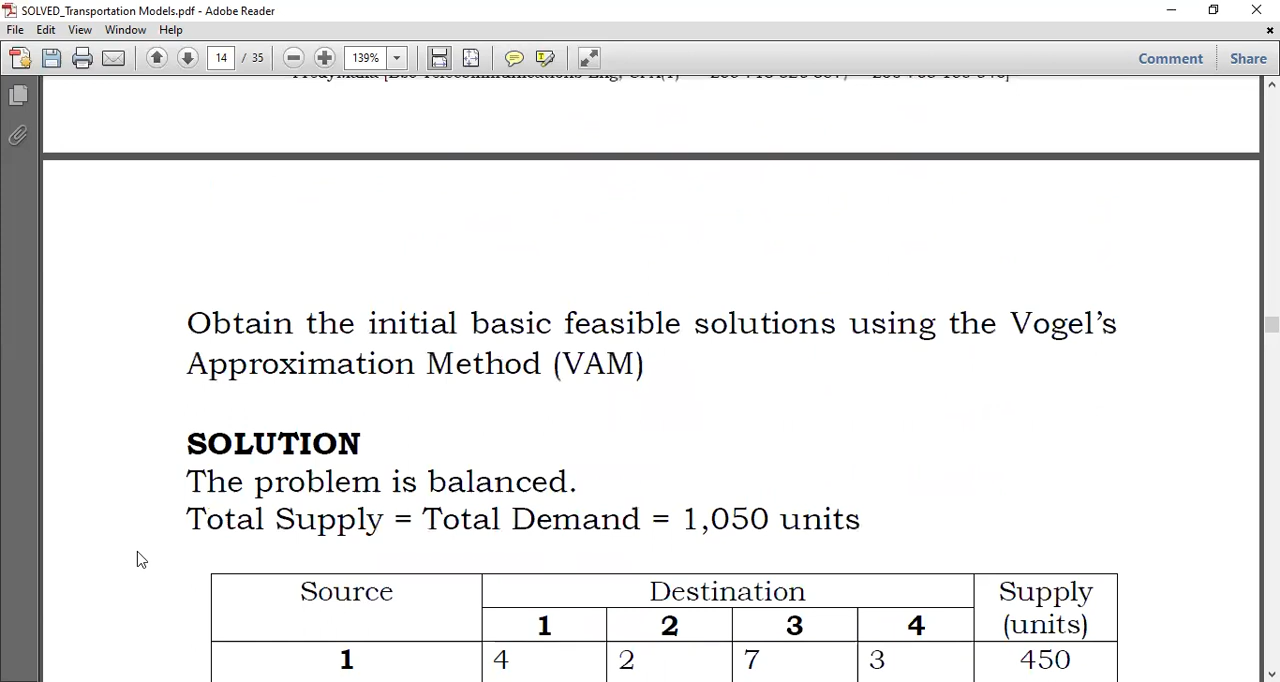 SOLVED_Transportation Models.pdf - Adobe Reader
File Edit View Window Help
14 / 35 139% Comment Share
Obtain the initial basic feasible solutions using the Vogel's
Approximation Method (VAM)
SOLUTION
The problem is balanced.
Total Supply = Total Demand = 1,050 units
Source Destination Supply
(units)
1 2 3 4
1 4 2 7 3 450